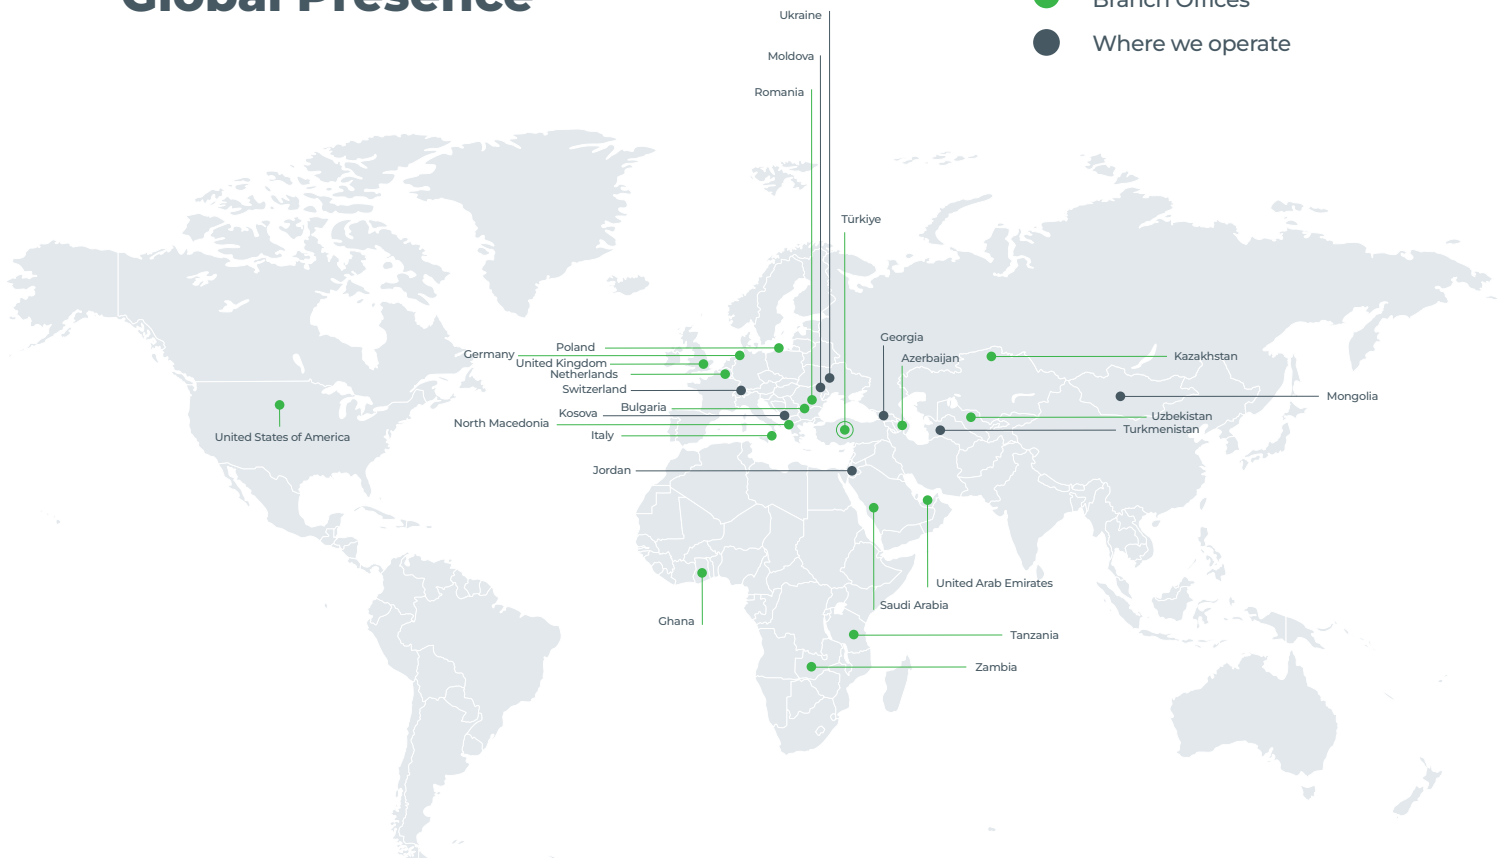 Global Presence
Branch Offices
Where we operate
Ukraine
Moldova
Romania
Türkiye
Georgia
Azerbaijan
Poland
Germany
United Kingdom
Netherlands
Switzerland
Bulgaria
Kosova
North Macedonia
Italy
Jordan
Kazakhstan
Mongolia
Uzbekistan
Turkmenistan
United States of America
United Arab Emirates
Saudi Arabia
Ghana
Tanzania
Zambia